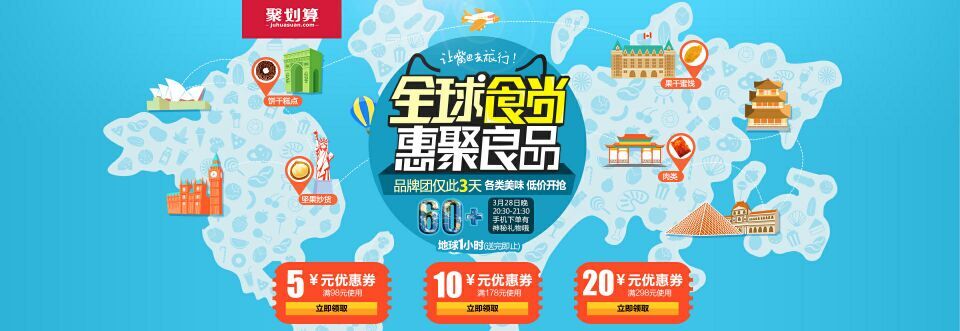 聚划算
juhuasuan.com
让嘴巴去旅行！
全球食尚
惠聚良品
品牌团仅此3天 各类美味 低价开抢
60+
3月28日晚
20:30-21:30
手机下单有
神秘礼物哦
地球1小时(送完即止)
饼干糕点
坚果炒货
果干蜜饯
肉类
5￥元优惠券
满98元使用
立即领取
10￥元优惠券
满178元使用
立即领取
20￥元优惠券
满298元使用
立即领取